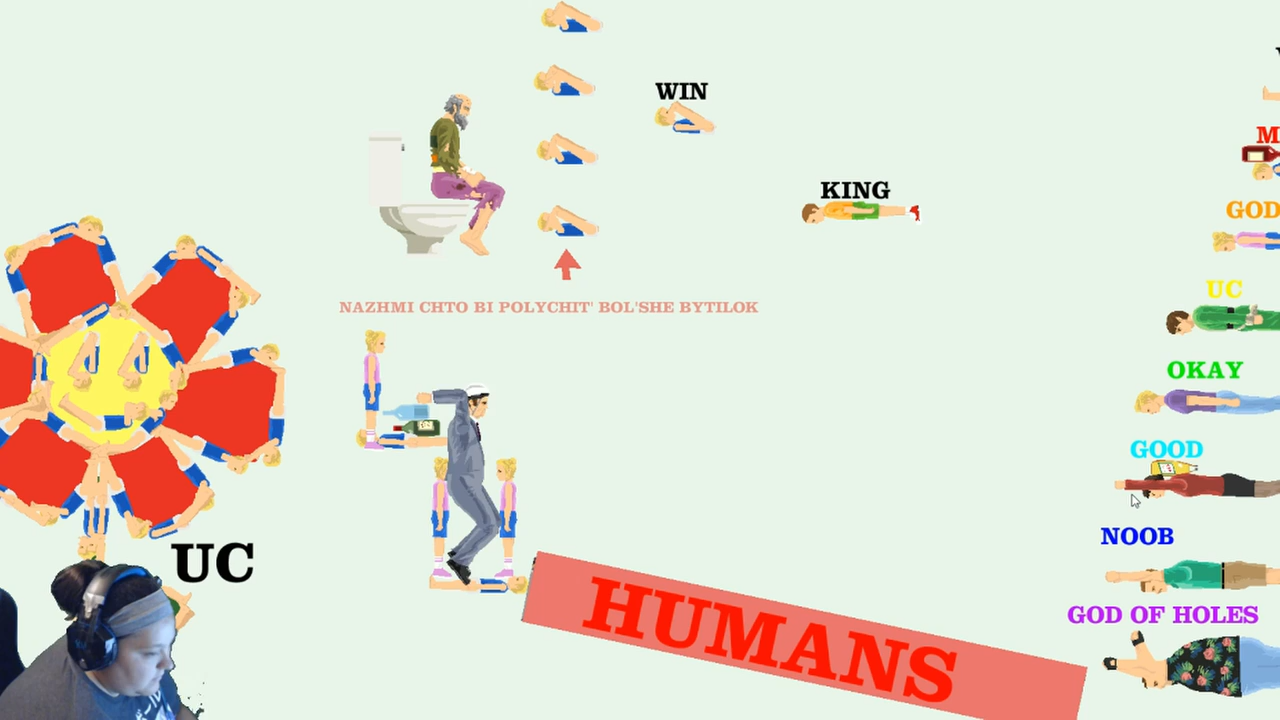 WIN
M
KING
GOD
UC
NAZHMI CHTO BI POLYCHIT' BOL'SHE BYTILOK
OKAY
GOOD
NOOB
UC
GOD OF HOLES
HUMANS